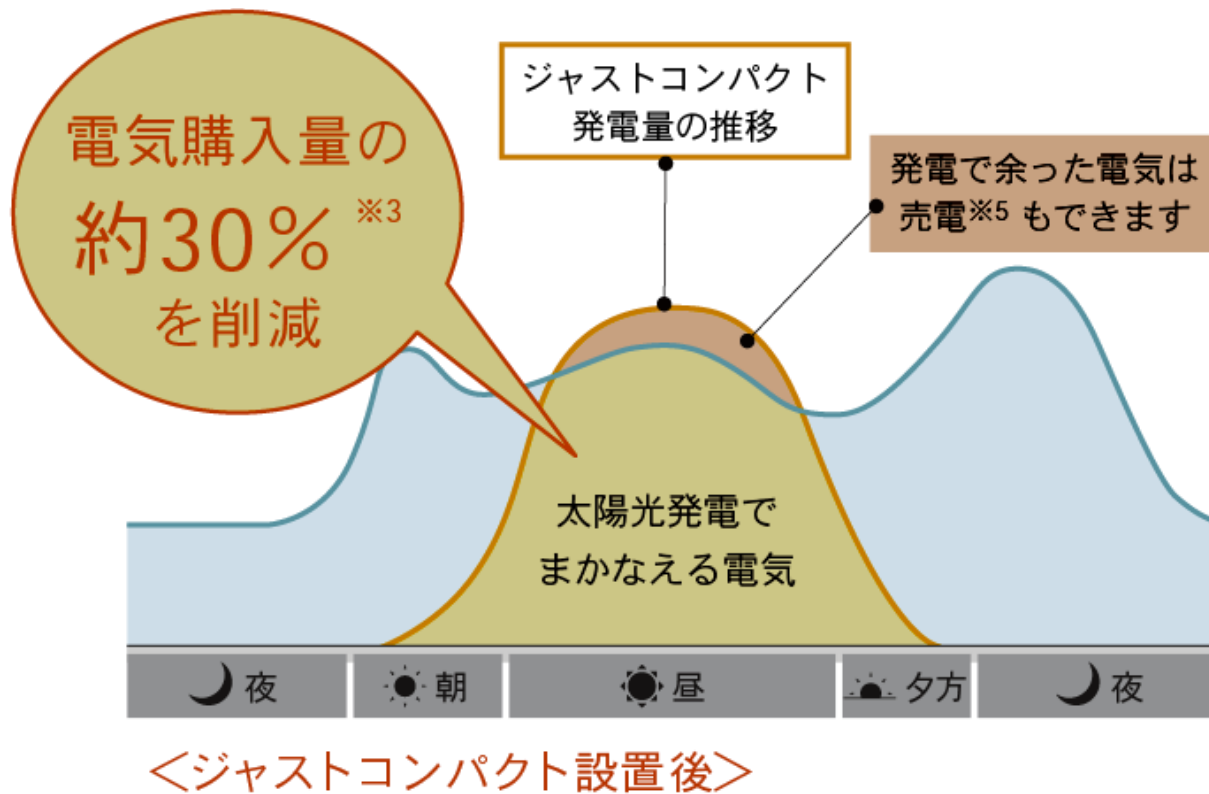 電気購入量の
約30% ※3
を削減
ジャストコンパクト
発電量の推移
発電で余った電気は
売電※5 もできます
太陽光発電で
まかなえる電気
夜
朝
昼
夕方
夜
＜ジャストコンパクト設置後＞